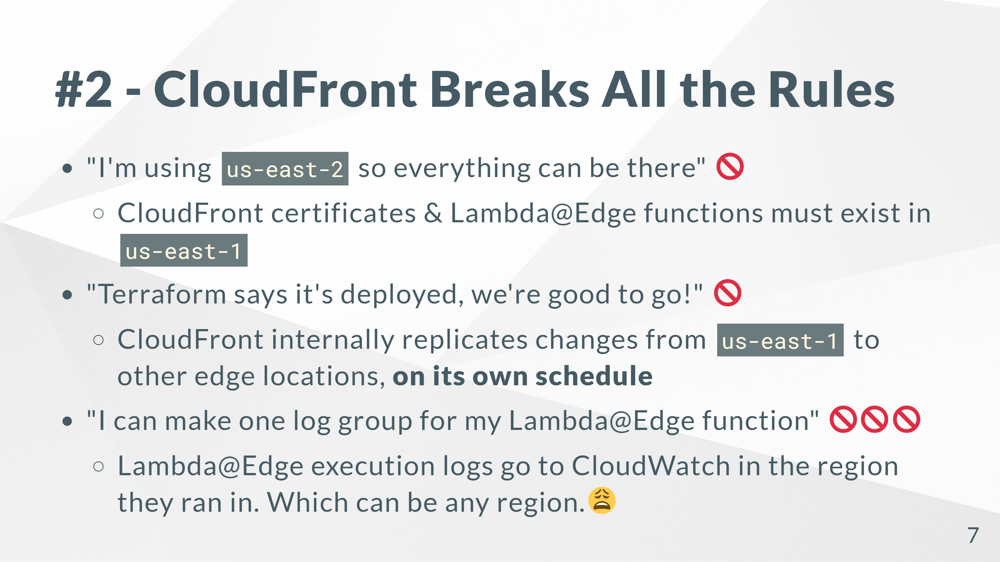 #2 - CloudFront Breaks All the Rules
• "I'm using us-east-2 so everything can be there" 🚫
○ CloudFront certificates & Lambda@Edge functions must exist in
us-east-1
• "Terraform says it's deployed, we're good to go!" 🚫
○ CloudFront internally replicates changes from us-east-1 to
other edge locations, on its own schedule
• "I can make one log group for my Lambda@Edge function" 🚫🚫🚫
○ Lambda@Edge execution logs go to CloudWatch in the region
they ran in. Which can be any region.😩
7